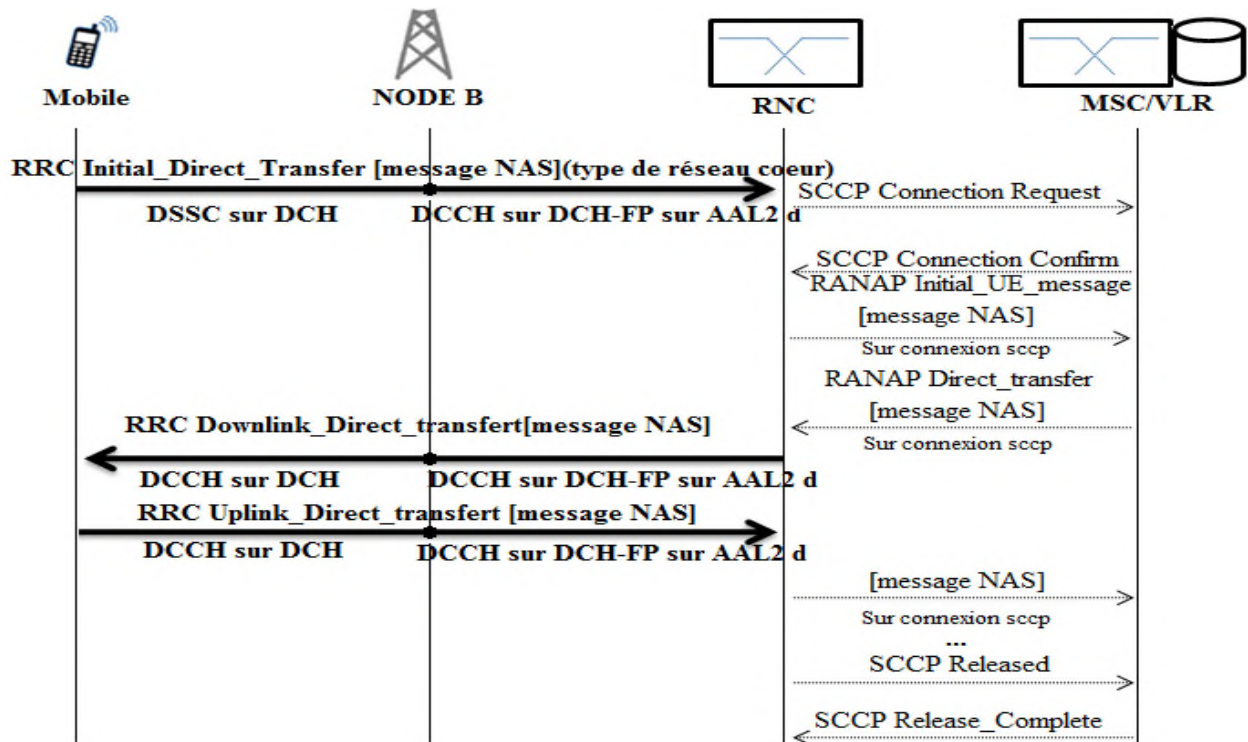 Mobile
NODE B
RNC
MSC/VLR
RRC Initial_Direct_Transfer [message NAS](type de réseau coeur)
DSSC sur DCH
DCCH sur DCH-FP sur AAL2 d
SCCP Connection Request
SCCP Connection Confirm
RANAP Initial_UE_message
[message NAS]
Sur connexion sccp
RANAP Direct_transfer
[message NAS]
Sur connexion sccp
RRC Downlink_Direct_transfert[message NAS]
DCCH sur DCH
DCCH sur DCH-FP sur AAL2 d
RRC Uplink_Direct_transfert [message NAS]
DCCH sur DCH
DCCH sur DCH-FP sur AAL2 d
[message NAS]
Sur connexion sccp
...
SCCP Released
SCCP Release_Complete